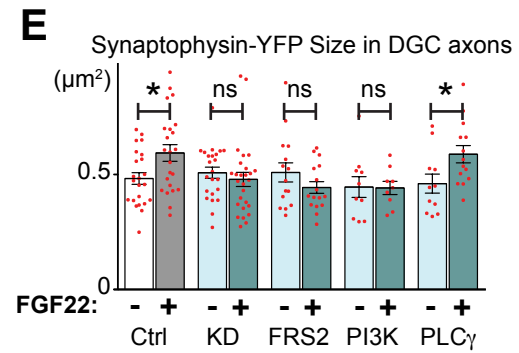 E
Synaptophysin-YFP Size in DGC axons
(μm²)
* ns ns ns *
0.5
0
FGF22: - + - + - + - + - +
Ctrl KD FRS2 PI3K PLCγ